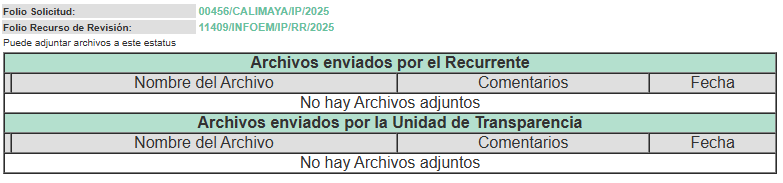 Folio Solicitud: 00456/CALIMAYA/IP/2025
Folio Recurso de Revisión: 11409/INFOEM/IP/RR/2025
Puede adjuntar archivos a este estatus
Archivos enviados por el Recurrente
Nombre del Archivo Comentarios Fecha
No hay Archivos adjuntos
Archivos enviados por la Unidad de Transparencia
Nombre del Archivo Comentarios Fecha
No hay Archivos adjuntos